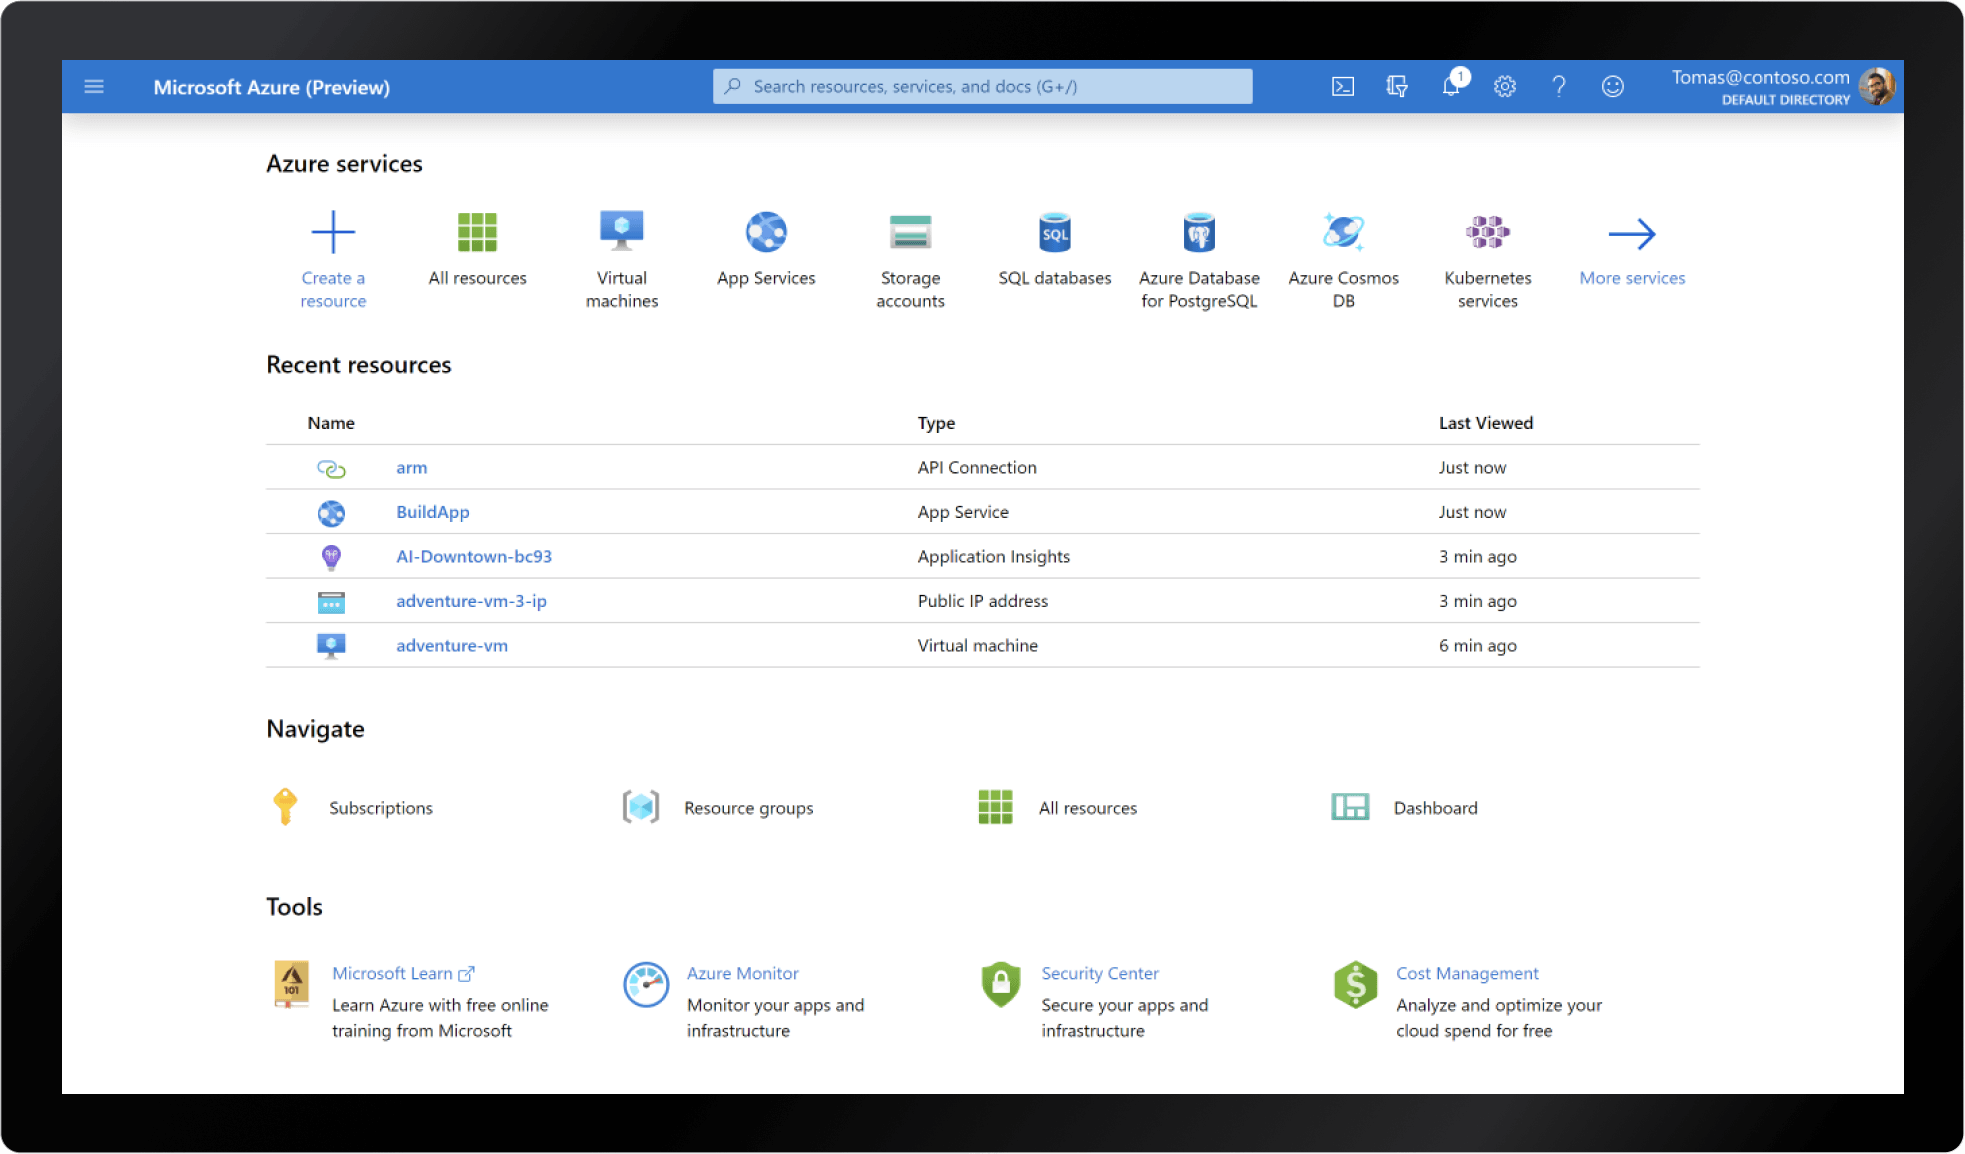 Microsoft Azure (Preview)
Search resources, services, and docs (G+/)
1
Tomas@contoso.com
DEFAULT DIRECTORY
Azure services
Create a
resource
All resources
Virtual
machines
App Services
Storage
accounts
SQL
SQL databases
Azure Database
for PostgreSQL
Azure Cosmos
DB
Kubernetes
services
More services
Recent resources
Name Type Last Viewed
arm API Connection Just now
BuildApp App Service Just now
AI-Downtown-bc93 Application Insights 3 min ago
adventure-vm-3-ip Public IP address 3 min ago
adventure-vm Virtual machine 6 min ago
Navigate
Subscriptions Resource groups All resources Dashboard
Tools
101
Microsoft Learn
Learn Azure with free online
training from Microsoft
Azure Monitor
Monitor your apps and
infrastructure
Security Center
Secure your apps and
infrastructure
$
Cost Management
Analyze and optimize your
cloud spend for free